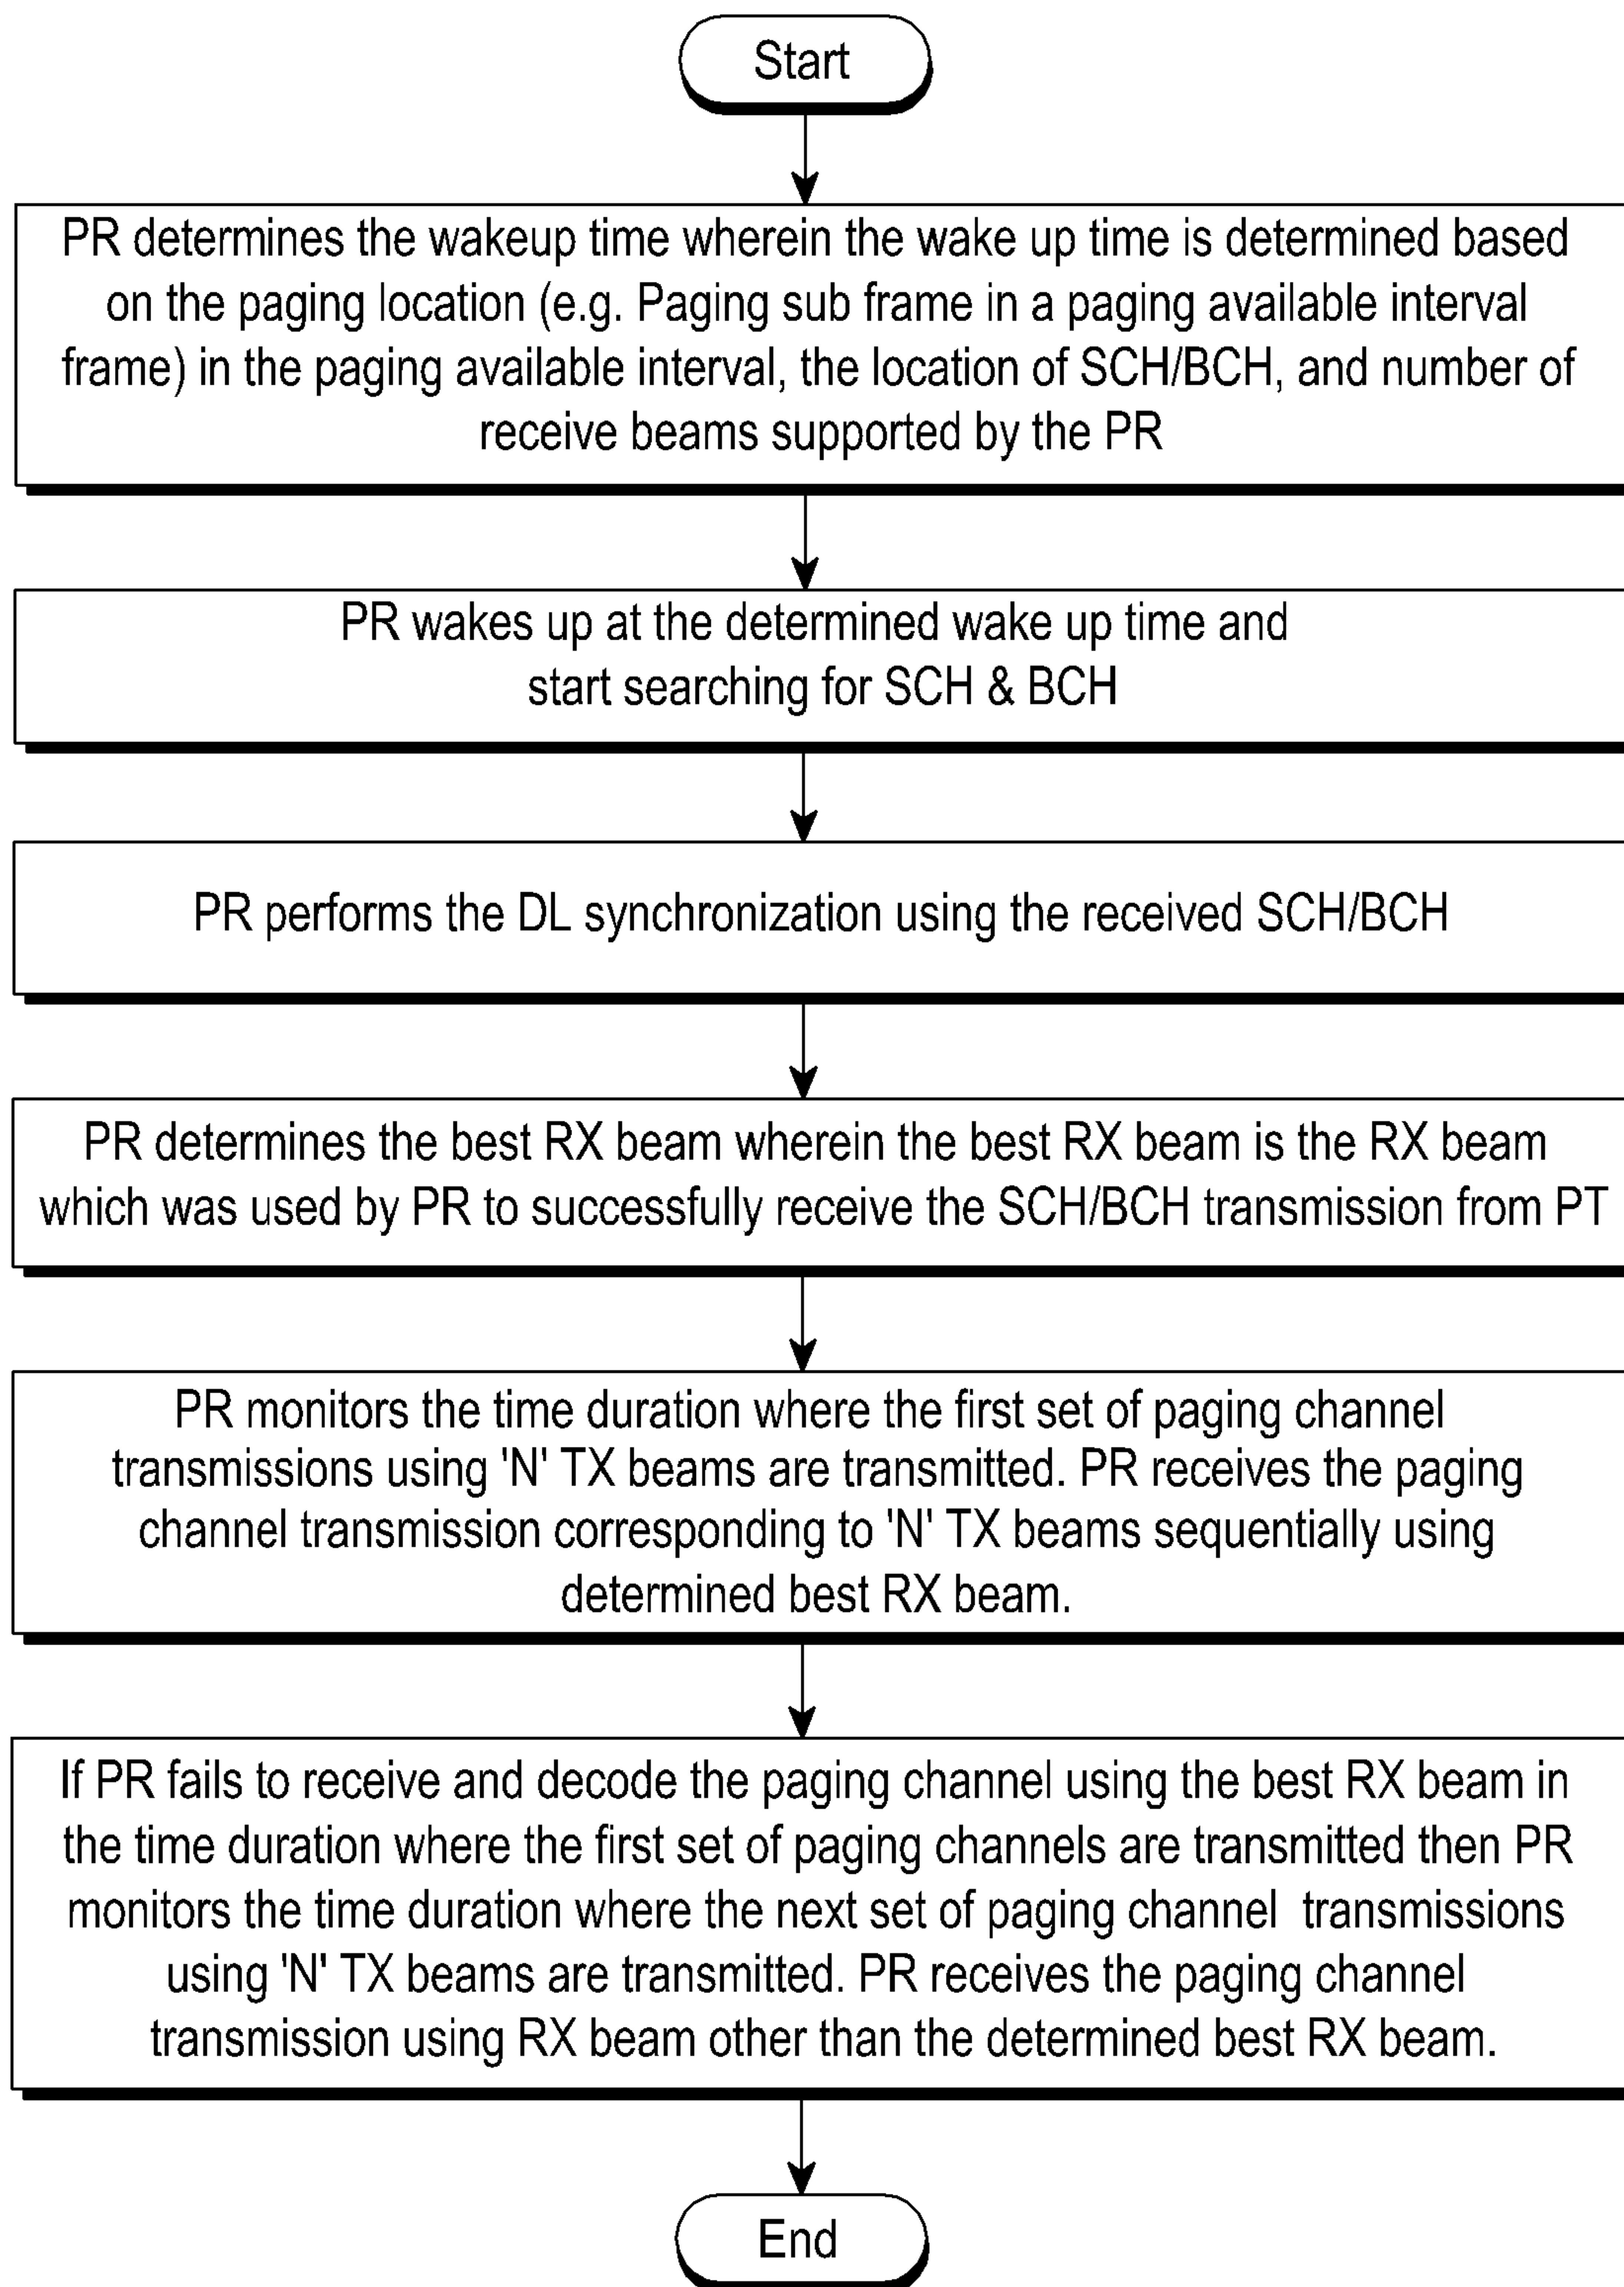 Start
PR determines the wakeup time wherein the wake up time is determined based
on the paging location (e.g. Paging sub frame in a paging available interval
frame) in the paging available interval, the location of SCH/BCH, and number of
receive beams supported by the PR
PR wakes up at the determined wake up time and
start searching for SCH & BCH
PR performs the DL synchronization using the received SCH/BCH
PR determines the best RX beam wherein the best RX beam is the RX beam
which was used by PR to successfully receive the SCH/BCH transmission from PT
PR monitors the time duration where the first set of paging channel
transmissions using 'N' TX beams are transmitted. PR receives the paging
channel transmission corresponding to 'N' TX beams sequentially using
determined best RX beam.
If PR fails to receive and decode the paging channel using the best RX beam in
the time duration where the first set of paging channels are transmitted then PR
monitors the time duration where the next set of paging channel transmissions
using 'N' TX beams are transmitted. PR receives the paging channel
transmission using RX beam other than the determined best RX beam.
End